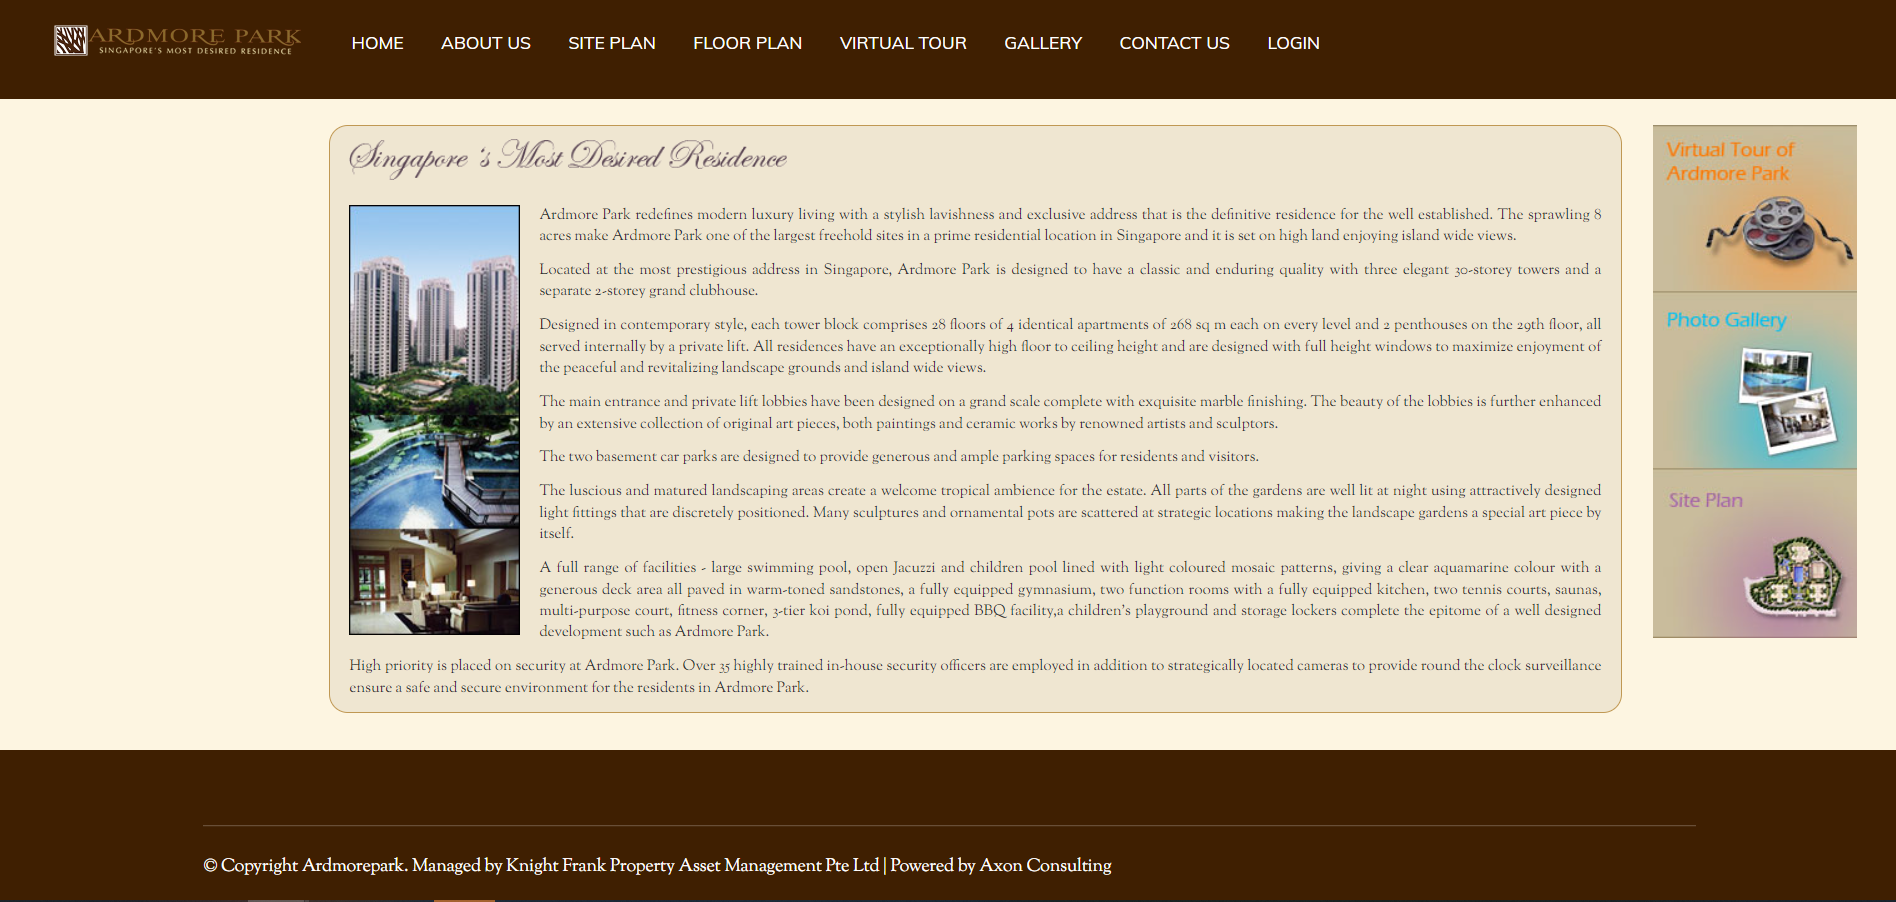 ARDMORE PARK
SINGAPORE'S MOST DESIRED RESIDENCE
HOME ABOUT US SITE PLAN FLOOR PLAN VIRTUAL TOUR GALLERY CONTACT US LOGIN
Singapore 's Most Desired Residence
Ardmore Park redefines modern luxury living with a stylish lavishness and exclusive address that is the definitive residence for the well established. The sprawling 8
acres make Ardmore Park one of the largest freehold sites in a prime residential location in Singapore and it is set on high land enjoying island wide views.
Located at the most prestigious address in Singapore, Ardmore Park is designed to have a classic and enduring quality with three elegant 30-storey towers and a
separate 2-storey grand clubhouse.
Designed in contemporary style, each tower block comprises 28 floors of 4 identical apartments of 268 sq m each on every level and 2 penthouses on the 29th floor, all
served internally by a private lift. All residences have an exceptionally high floor to ceiling height and are designed with full height windows to maximize enjoyment of
the peaceful and revitalizing landscape grounds and island wide views.
The main entrance and private lift lobbies have been designed on a grand scale complete with exquisite marble finishing. The beauty of the lobbies is further enhanced
by an extensive collection of original art pieces, both paintings and ceramic works by renowned artists and sculptors.
The two basement car parks are designed to provide generous and ample parking spaces for residents and visitors.
The luscious and matured landscaping areas create a welcome tropical ambience for the estate. All parts of the gardens are well lit at night using attractively designed
light fittings that are discretely positioned. Many sculptures and ornamental pots are scattered at strategic locations making the landscape gardens a special art piece by
itself.
A full range of facilities - large swimming pool, open Jacuzzi and children pool lined with light coloured mosaic patterns, giving a clear aquamarine colour with a
generous deck area all paved in warm-toned sandstones, a fully equipped gymnasium, two function rooms with a fully equipped kitchen, two tennis courts, saunas,
multi-purpose court, fitness corner, 3-tier koi pond, fully equipped BBQ facility,a children's playground and storage lockers complete the epitome of a well designed
development such as Ardmore Park.
High priority is placed on security at Ardmore Park. Over 35 highly trained in-house security officers are employed in addition to strategically located cameras to provide round the clock surveillance
ensure a safe and secure environment for the residents in Ardmore Park.
Virtual Tour of
Ardmore Park
Photo Gallery
Site Plan
© Copyright Ardmorepark. Managed by Knight Frank Property Asset Management Pte Ltd | Powered by Axon Consulting